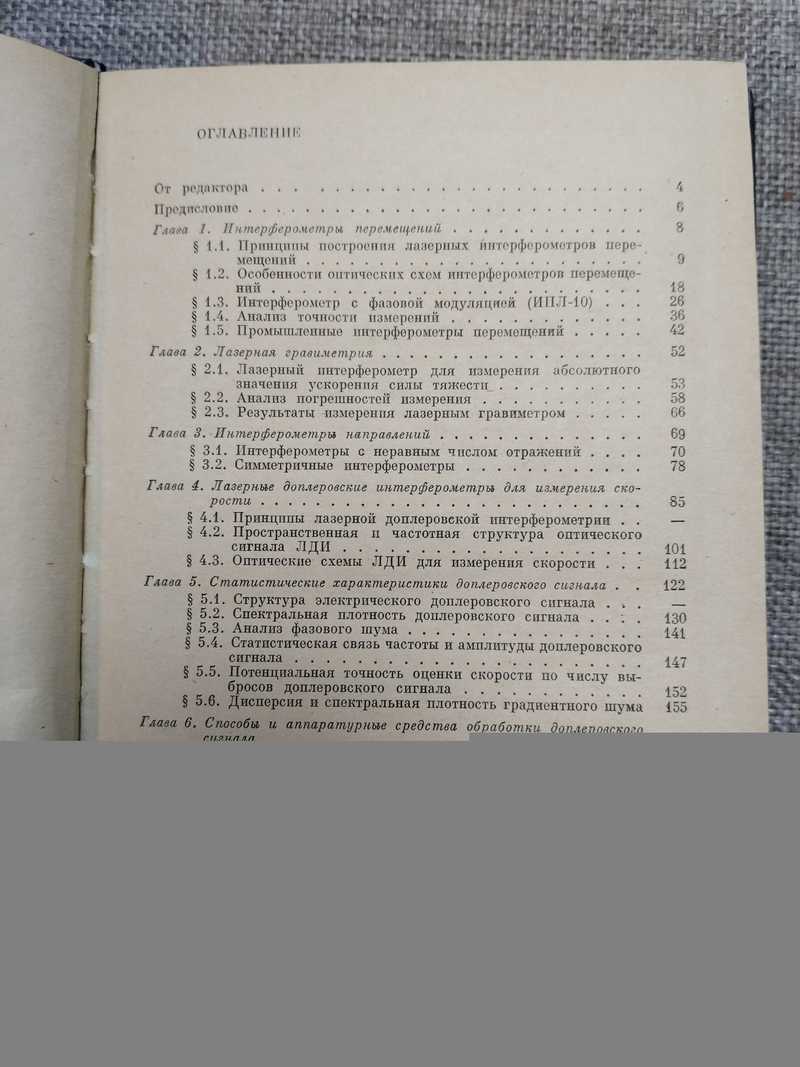 ОГЛАВЛЕНИЕ
От редактора . . . . . . . . . . . . . . . . . . . . . . . 4
Предисловие . . . . . . . . . . . . . . . . . . . . . . . . 6
Глава 1. Интерферометры перемещений . . . . . . . . . . . . . 8
§ 1.1. Принципы построения лазерных интерферометров пере-
мещений . . . . . . . . . . . . . . . . . . . . . . . 9
§ 1.2. Особенности оптических схем интерферометров перемеще-
ний . . . . . . . . . . . . . . . . . . . . . . . . . 18
§ 1.3. Интерферометр с фазовой модуляцией (ИПЛ-10) . . . 26
§ 1.4. Анализ точности измерений . . . . . . . . . . . . . 36
§ 1.5. Промышленные интерферометры перемещений . . . . . 42
Глава 2. Лазерная гравиметрия . . . . . . . . . . . . . . . . . . 52
§ 2.1. Лазерный интерферометр для измерения абсолютного
значения ускорения силы тяжести . . . . . . . . . . 53
§ 2.2. Анализ погрешностей измерения . . . . . . . . . . . 58
§ 2.3. Результаты измерения лазерным гравиметром . . . . . 66
Глава 3. Интерферометры направлений . . . . . . . . . . . . . . 69
§ 3.1. Интерферометры с неравным числом отражений . . . . 70
§ 3.2. Симметричные интерферометры . . . . . . . . . . . . 78
Глава 4. Лазерные доплеровские интерферометры для измерения ско-
рости . . . . . . . . . . . . . . . . . . . . . . . . . . 85
§ 4.1. Принципы лазерной доплеровской интерферометрии . . —
§ 4.2. Пространственная и частотная структура оптического
сигнала ЛДИ . . . . . . . . . . . . . . . . . . . . 101
§ 4.3. Оптические схемы ЛДИ для измерения скорости . . . 112
Глава 5. Статистические характеристики доплеровского сигнала . . 122
§ 5.1. Структура электрического доплеровского сигнала . . . —
§ 5.2. Спектральная плотность доплеровского сигнала . . . . 130
§ 5.3. Анализ фазового шума . . . . . . . . . . . . . . . . 141
§ 5.4. Статистическая связь частоты и амплитуды доплеровского
сигнала . . . . . . . . . . . . . . . . . . . . . . . 147
§ 5.5. Потенциальная точность оценки скорости по числу вы-
бросов доплеровского сигнала . . . . . . . . . . . . 152
§ 5.6. Дисперсия и спектральная плотность градиентного шума 155
Глава 6. Способы и аппаратурные средства обработки доплеровского
сигнала